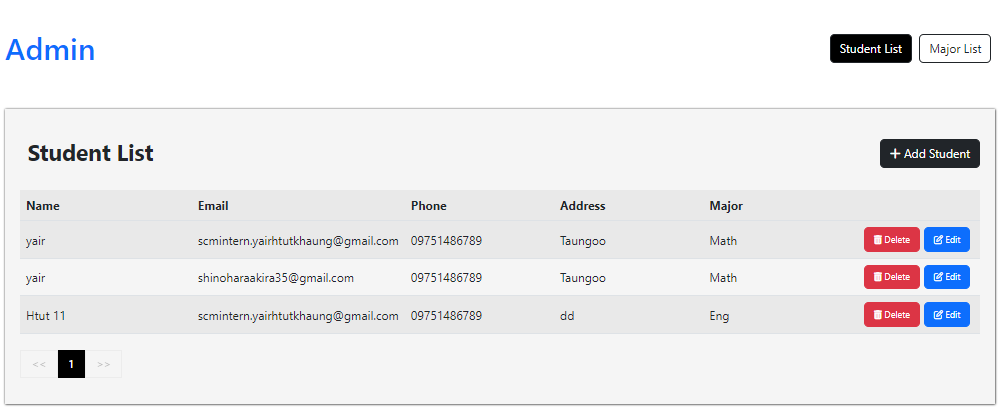 Admin
Student List Major List
Student List
+ Add Student
Name Email Phone Address Major
yair scmintern.yairhtutkhaung@gmail.com 09751486789 Taungoo Math Delete Edit
yair shinoharaakira35@gmail.com 09751486789 Taungoo Math Delete Edit
Htut 11 scmintern.yairhtutkhaung@gmail.com 09751486789 dd Eng Delete Edit
<< 1 >>